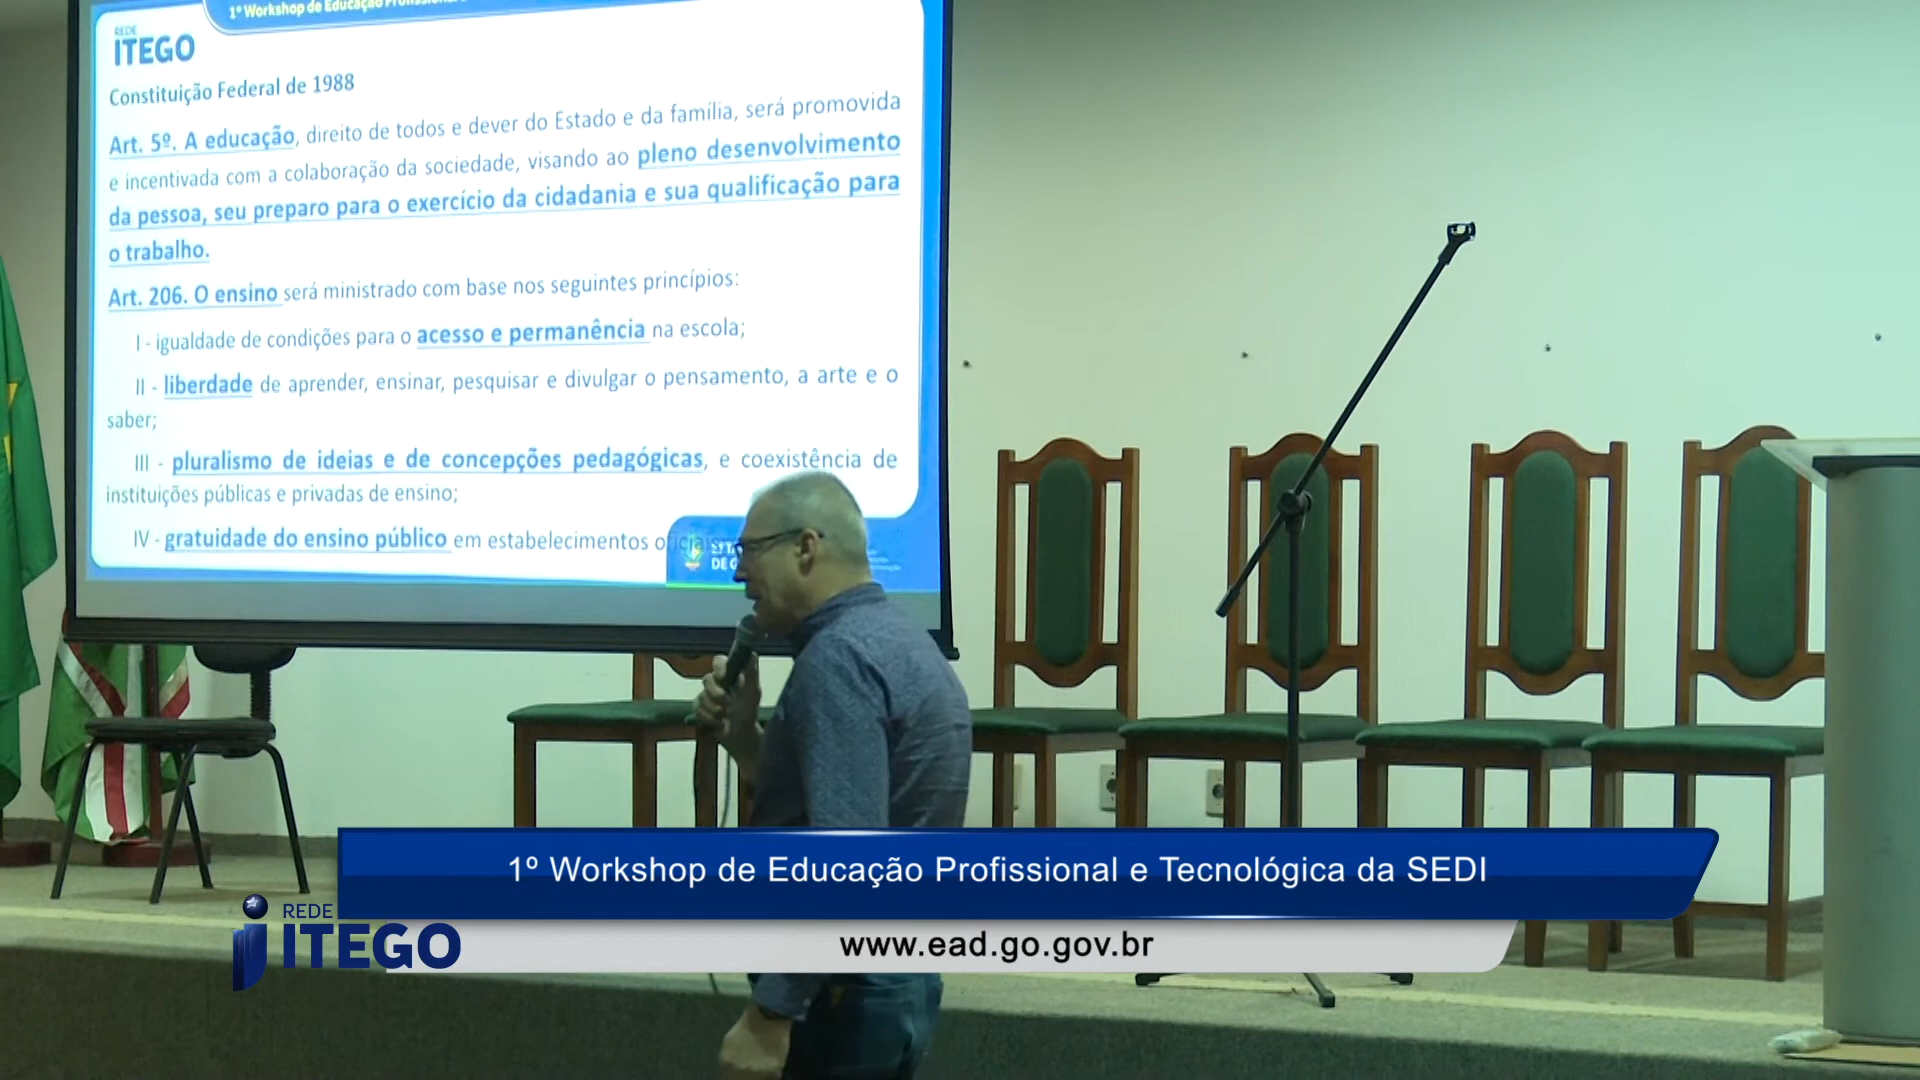 1º Workshop de Educação Profissional
REDE
ITEGO
Constituição Federal de 1988
Art. 5º. A educação, direito de todos e dever do Estado e da família, será promovida
e incentivada com a colaboração da sociedade, visando ao pleno desenvolvimento
da pessoa, seu preparo para o exercício da cidadania e sua qualificação para
o trabalho.
Art. 206. O ensino será ministrado com base nos seguintes princípios:
I - igualdade de condições para o acesso e permanência na escola;
II - liberdade de aprender, ensinar, pesquisar e divulgar o pensamento, a arte e o
saber;
III - pluralismo de ideias e de concepções pedagógicas, e coexistência de
instituições públicas e privadas de ensino;
IV - gratuidade do ensino público em estabelecimentos oficiais
1º Workshop de Educação Profissional e Tecnológica da SEDI
REDE
ITEGO
www.ead.go.gov.br